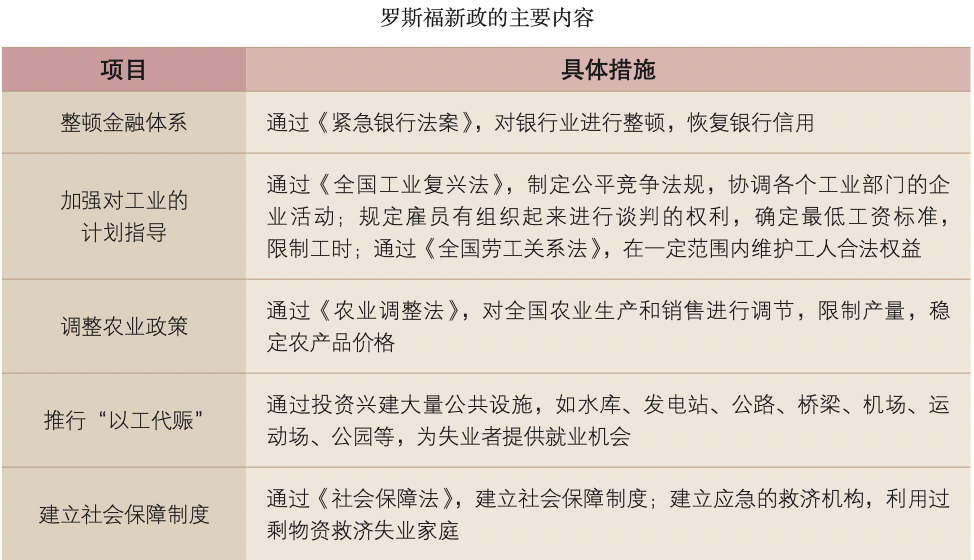 罗斯福新政的主要内容
项目 具体措施
整顿金融体系 通过《紧急银行法案》，对银行业进行整顿，恢复银行信用
加强对工业的
计划指导
通过《全国工业复兴法》，制定公平竞争法规，协调各个工业部门的企
业活动；规定雇员有组织起来进行谈判的权利，确定最低工资标准，
限制工时；通过《全国劳工关系法》，在一定范围内维护工人合法权益
调整农业政策
通过《农业调整法》，对全国农业生产和销售进行调节，限制产量，稳
定农产品价格
推行“以工代赈”
通过投资兴建大量公共设施，如水库、发电站、公路、桥梁、机场、运
动场、公园等，为失业者提供就业机会
建立社会保障制度
通过《社会保障法》，建立社会保障制度；建立应急的救济机构，利用过
剩物资救济失业家庭